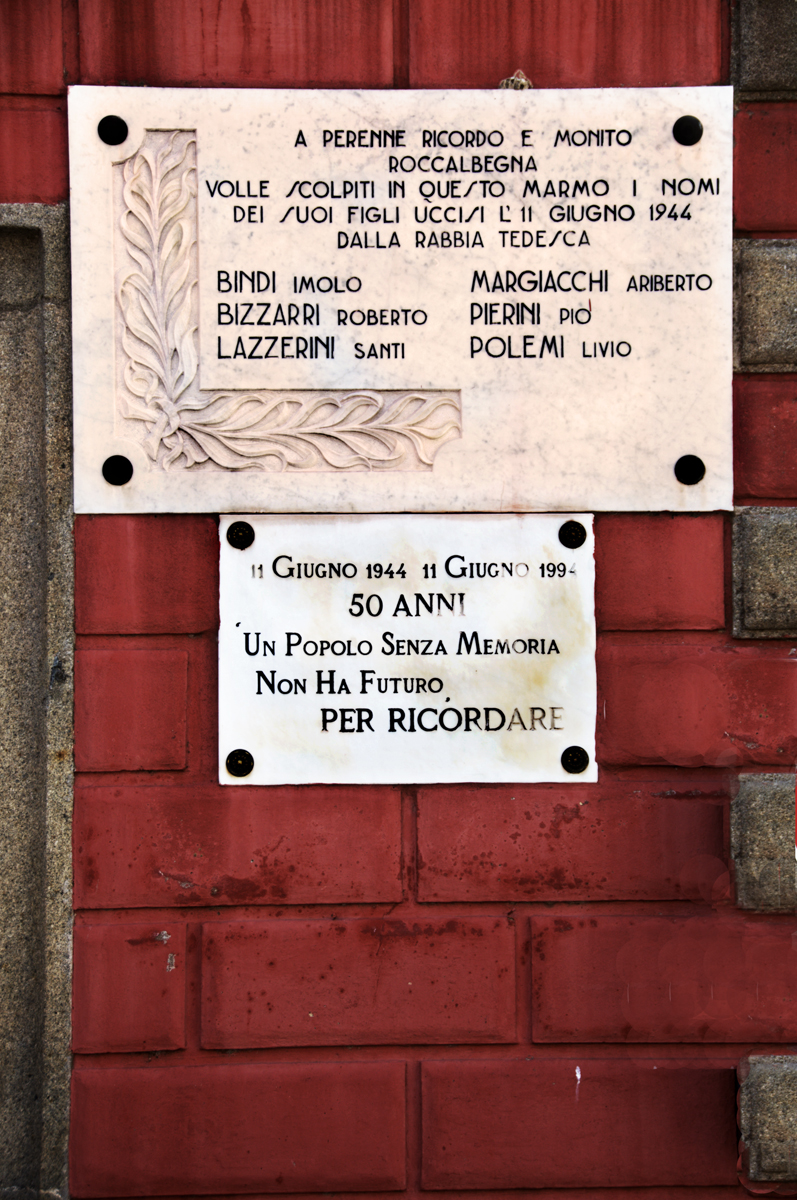 A PERENNE RICORDO E MONITO
ROCCALBEGNA
VOLLE SCOLPITI IN QUESTO MARMO I NOMI
DEI SUOI FIGLI UCCISI L' 11 GIUGNO 1944
DALLA RABBIA TEDESCA
BINDI IMOLO
BIZZARRI ROBERTO
LAZZERINI SANTI
MARGIACCHI ARIBERTO
PIERINI PIO
POLEMI LIVIO
11 GIUGNO 1944 11 GIUGNO 1994
50 ANNI
'UN POPOLO SENZA MEMORIA
NON HA FUTURO,
PER RICORDARE